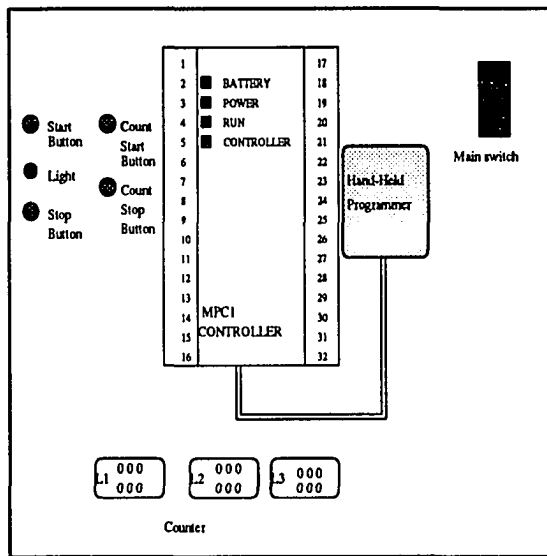 1
2
3
4
5
6
7
8
9
10
11
12
13
14
15
16
BATTERY
POWER
RUN
CONTROLLER
MPC1
CONTROLLER
17
18
19
20
21
22
23
24
25
26
27
28
29
30
31
32
Start
Button
Count
Start
Button
Light
Count
Stop
Button
Stop
Button
Hand-Held
Programmer
Main switch
L1 000
000
L2 000
000
L3 000
000
Counter